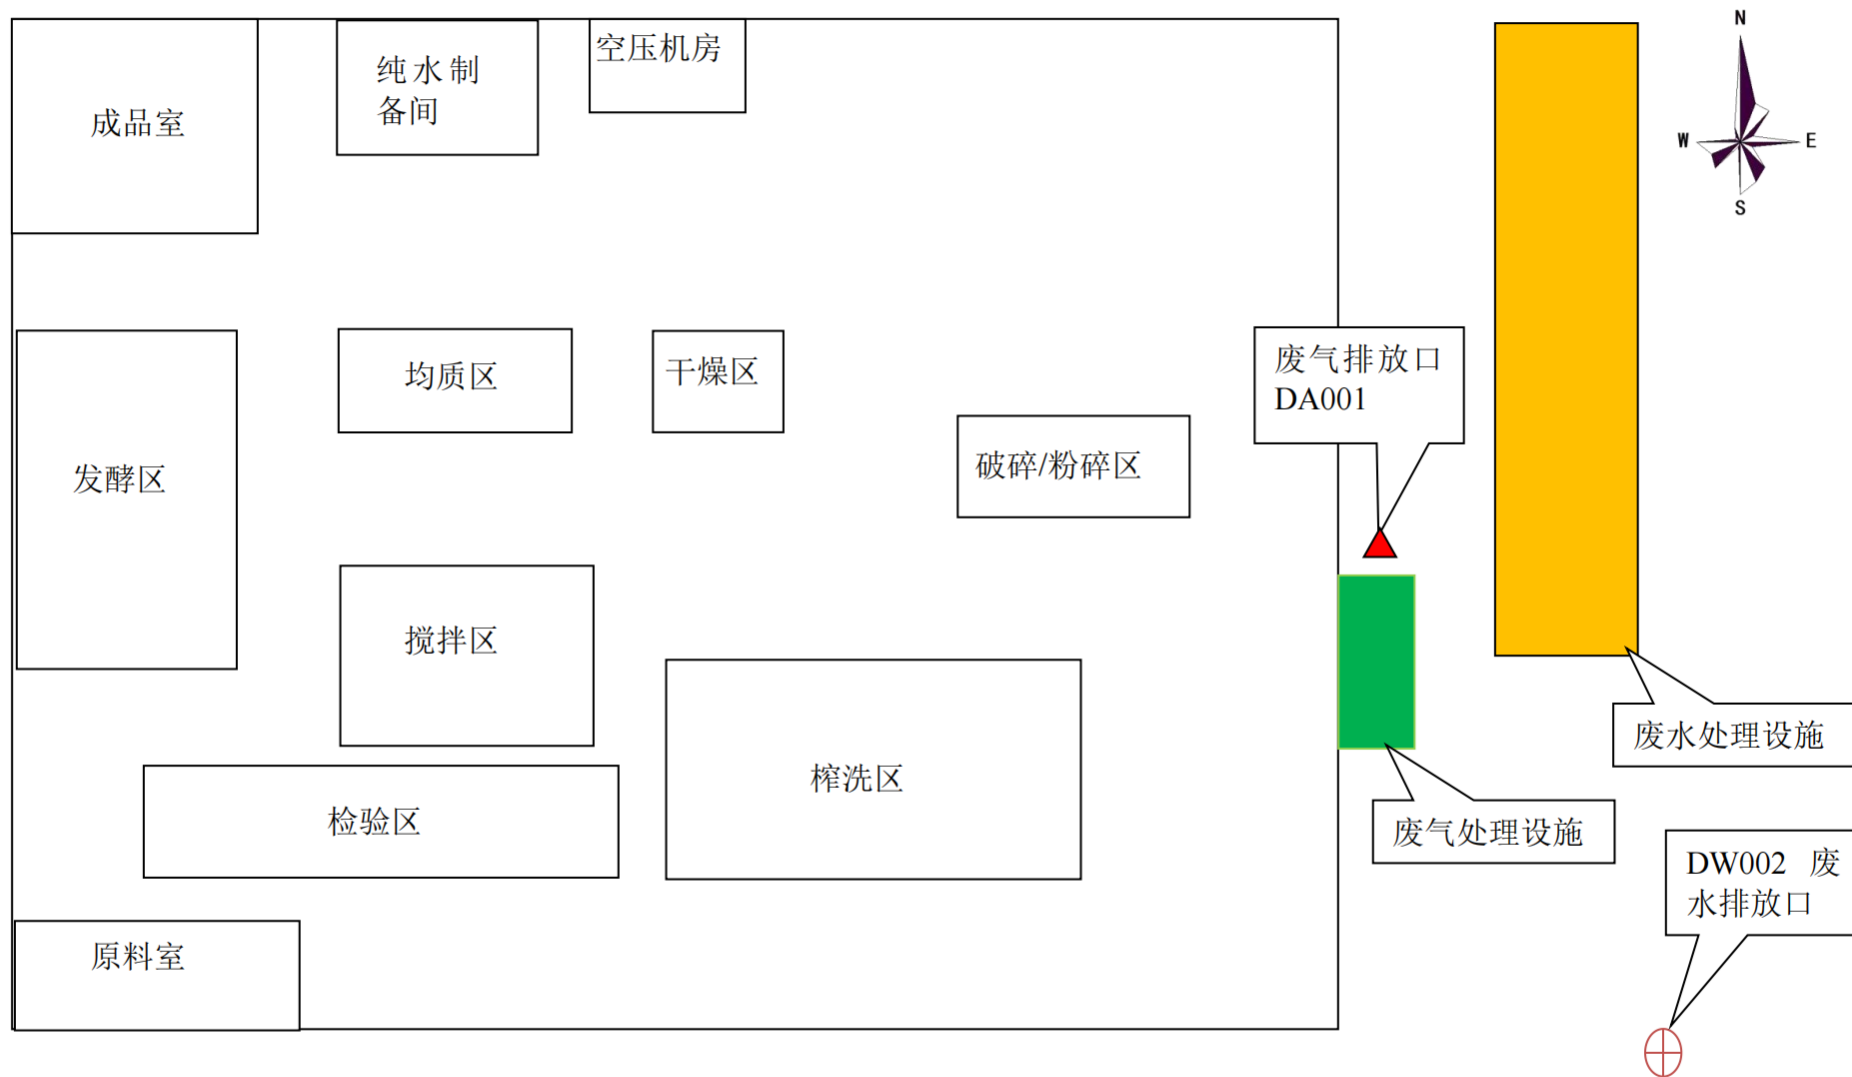 N
空压机房
纯水制
备间
成品室
W
E
S
废气排放口
DA001
均质区
干燥区
破碎/粉碎区
发酵区
搅拌区
废水处理设施
榨洗区
检验区
废气处理设施
DW002 废
水排放口
原料室